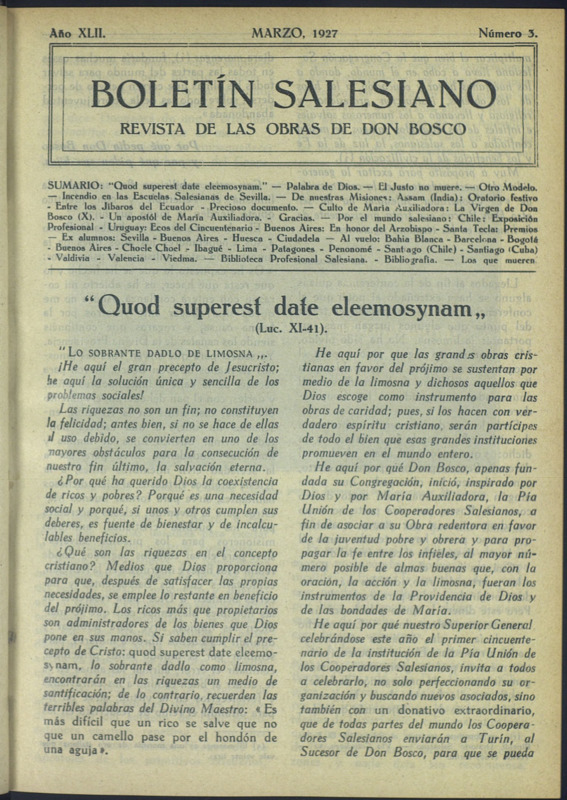 Año XLII. MARZO, 1927 Número 3.
BOLETÍN SALESIANO
REVISTA DE LAS OBRAS DE DON BOSCO
SUMARIO: "Quod superest date eleemosynam." — Palabra de Dios. — El Justo no muere. — Otro Modelo.
— Incendio en las Escuelas Salesianas de Sevilla. — De nuestras Misiones: Assam (India): Oratorio festivo
- Entre los Jíbaros del Ecuador - Precioso documento. — Culto de María Auxiliadora: La Virgen de Don
Bosco (X). - Un apóstol de María Auxiliadora. - Gracias. — Por el mundo salesiano: Chile: Exposición
Profesional - Uruguay: Ecos del Cincuentenario - Buenos Aires: En honor del Arzobispo - Santa Tecla: Premios
— Ex alumnos: Sevilla - Buenos Aires - Huesca - Ciudadela — Al vuelo: Bahia Blanca - Barcelona - Bogotá
- Buenos Aires - Choele Choel - Ibagué - Lima - Patagones - Penonomé - Santiago (Chile) - Santiago (Cuba)
- Valdivia - Valencia - Viedma. — Biblioteca Profesional Salesiana. - Bibliografía. — Los que mueren
“Quod superest date eleemosynam„
(Luc. XI-41).
"LO SOBRANTE DADLO DE LIMOSNA „.
¡He aquí el gran precepto de Jesucristo;
he aquí la solución única y sencilla de los
problemas sociales!
Las riquezas no son un fin; no constituyen
la felicidad; antes bien, si no se hace de ellas
el uso debido, se convierten en uno de los
mayores obstáculos para la consecución de
nuestro fin último, la salvación eterna.
¿Por qué ha querido Dios la coexistencia
de ricos y pobres? Porqué es una necesidad
social y porqué, si unos y otros cumplen sus
deberes, es fuente de bienestar y de incalcu-
lables beneficios.
¿Qué son las riquezas en el concepto
cristiano? Medios que Dios proporciona
para que, después de satisfacer las propias
necesidades, se emplee lo restante en beneficio
del prójimo. Los ricos más que propietarios
son administradores de los bienes que Dios
pone en sus manos. Si saben cumplir el pre-
cepto de Cristo: quod superest date eleemo-
synam, lo sobrante dadlo como limosna,
encontrarán en las riquezas un medio de
santificación; de lo contrario, recuerden las
terribles palabras del Divino Maestro: « Es
más difícil que un rico se salve que no
que un camello pase por el hondón de
una aguja ».
He aquí por que las grandes obras cris-
tianas en favor del prójimo se sustentan por
medio de la limosna y dichosos aquellos que
Dios escoge como instrumento para las
obras de caridad; pues, si los hacen con ver-
dadero espíritu cristiano, serán partícipes
de todo el bien que esas grandes instituciones
promueven en el mundo entero.
He aquí por qué Don Bosco, apenas fun-
dada su Congregación, inició, inspirado por
Dios y por María Auxiliadora, la Pía
Unión de los Cooperadores Salesianos, a
fin de asociar a su Obra redentora en favor
de la juventud pobre y obrera y para pro-
pagar la fe entre los infieles, al mayor nú-
mero posible de almas buenas que, con la
oración, la acción y la limosna, fueran los
instrumentos de la Providencia de Dios y
de las bondades de María.
He aquí por qué nuestro Superior General
celebrándose este año el primer cincuente-
nario de la institución de la Pía Unión de
los Cooperadores Salesianos, invita a todos
a celebrarlo, no solo perfeccionando su or-
ganización y buscando nuevos asociados, sino
también con un donativo extraordinario,
que de todas partes del mundo los Coopera-
dores Salesianos enviarán a Turín, al
Sucesor de Don Bosco, para que se pueda